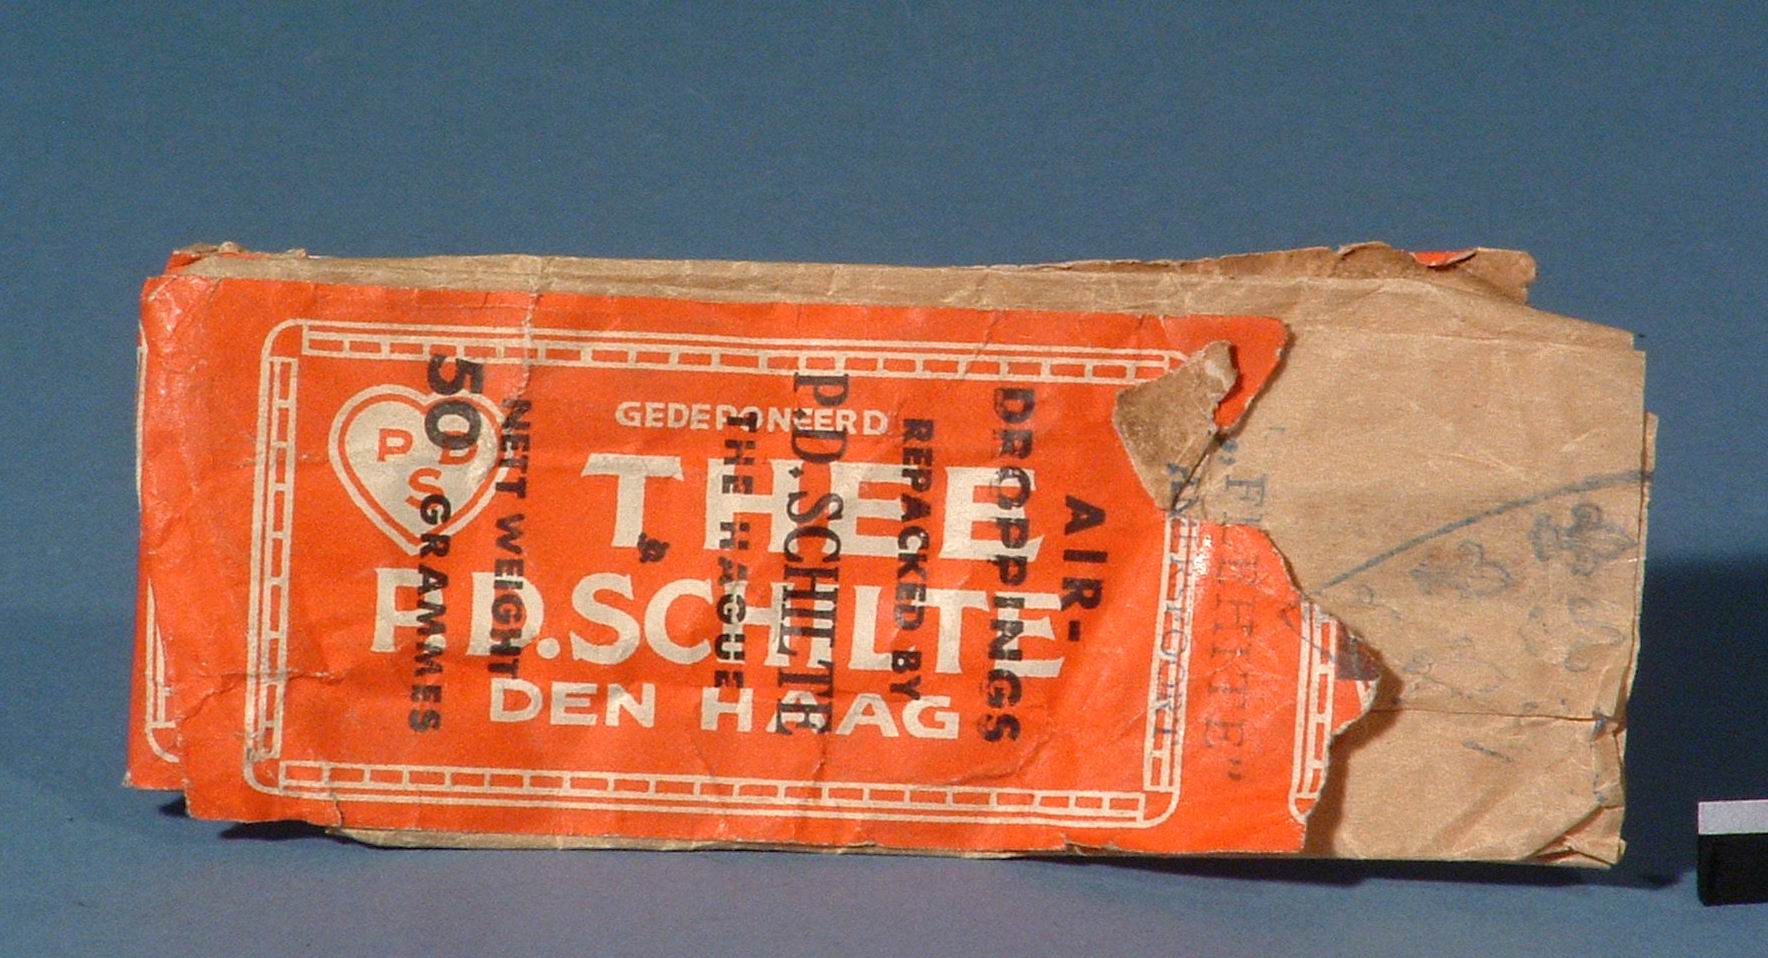 PDS
GEDEPONEERD
THEE
P.D.SCHILTE
DEN HAAG
AIR-
DROPPINGS
REPACKED BY
P.D. SCHILTE
THE HAGUE
&
NETT WEIGHT
50 GRAMMES